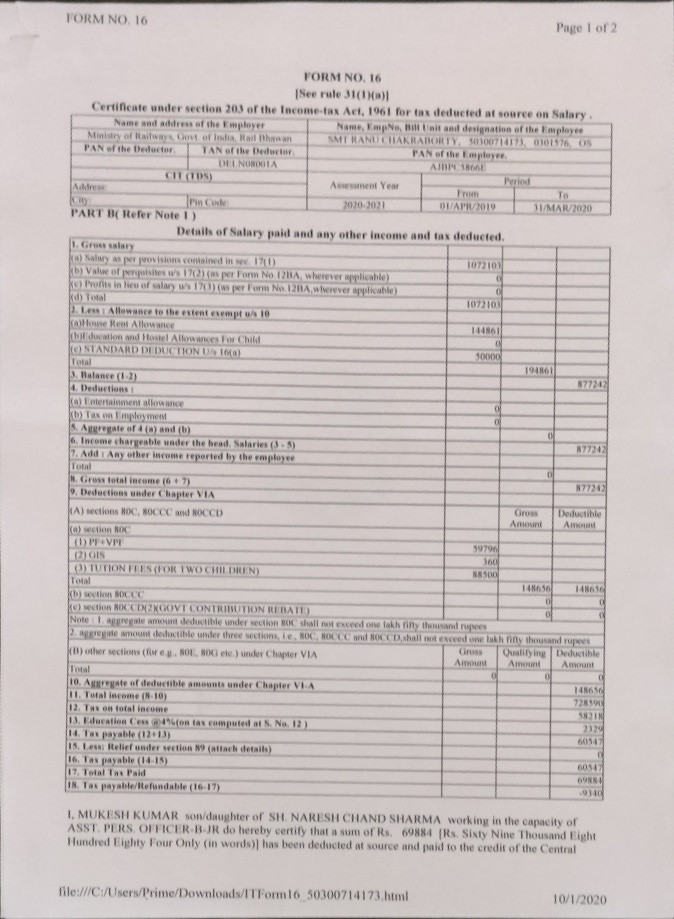 FORM NO. 16
Page 1 of 2
FORM NO. 16
[See rule 31(1)(a)]
Certificate under section 203 of the Income-tax Act, 1961 for tax deducted at source on Salary .
Name and address of the Employer Name, EmpNo, Bill Unit and designation of the Employee
Ministry of Railways, Govt. of India, Rail Bhawan SMT RANU CHAKRABORTY, 50300714173, 0301576, OS
PAN of the Deductor. TAN of the Deductor. PAN of the Employee.
DELN08001A
CIT (TDS) Assessment Year Period
Address From To
City Pin Code 2020-2021 01/APR/2019 31/MAR/2020
PART B( Refer Note 1 )
Details of Salary paid and any other income and tax deducted.
1. Gross salary
(a) Salary as per provisions contained in sec. 17(1) 1072103
(b) Value of perquisites u/s 17(2) (as per Form No.12BA, wherever applicable) 0
(c) Profits in lieu of salary u/s 17(3) (as per Form No.12BA,wherever applicable) 0
(d) Total 1072103
2. Less : Allowance to the extent exempt u/s 10
(a)House Rent Allowance 144861
(b)Education and Hostel Allowances For Child 0
(c) STANDARD DEDUCTION U/s 16(a) 50000
Total 194861
3. Balance (1-2) 877242
4. Deductions :
(a) Entertainment allowance 0
(b) Tax on Employment 0
5. Aggregate of 4 (a) and (b) 0
6. Income chargeable under the head. Salaries (3 - 5) 877242
7. Add : Any other income reported by the employee
Total 0
8. Gross total income (6 + 7) 877242
9. Deductions under Chapter VIA
(A) sections 80C, 80CCC and 80CCD Gross Amount Deductible Amount
(a) section 80C
(1) PF+VPF 59796
(2) GIS 360
(3) TUTION FEES (FOR TWO CHILDREN) 88500
Total 148656 148656
(b) section 80CCC 0 0
(c) section 80CCD(2)(GOVT CONTRIBUTION REBATE) 0 0
Note : 1. aggregate amount deductible under section 80C shall not exceed one lakh fifty thousand rupees
2. aggregate amount deductible under three sections, i.e., 80C, 80CCC and 80CCD,shall not exceed one lakh fifty thousand rupees
(B) other sections (for e.g., 80E, 80G etc.) under Chapter VIA Gross Amount Qualifying Amount Deductible Amount
Total 0 0 0
10. Aggregate of deductible amounts under Chapter VI-A 148656
11. Total income (8-10) 728590
12. Tax on total income 58218
13. Education Cess @4%(on tax computed at S. No. 12 ) 2329
14. Tax payable (12+13) 60547
15. Less: Relief under section 89 (attach details) 0
16. Tax payable (14-15) 60547
17. Total Tax Paid 69884
18. Tax payable/Refundable (16-17) -9340
I, MUKESH KUMAR son/daughter of SH. NARESH CHAND SHARMA working in the capacity of
ASST. PERS. OFFICER-B-JR do hereby certify that a sum of Rs. 69884 [Rs. Sixty Nine Thousand Eight
Hundred Eighty Four Only (in words)] has been deducted at source and paid to the credit of the Central
file:///C:/Users/Prime/Downloads/ITForm16_50300714173.html
10/1/2020